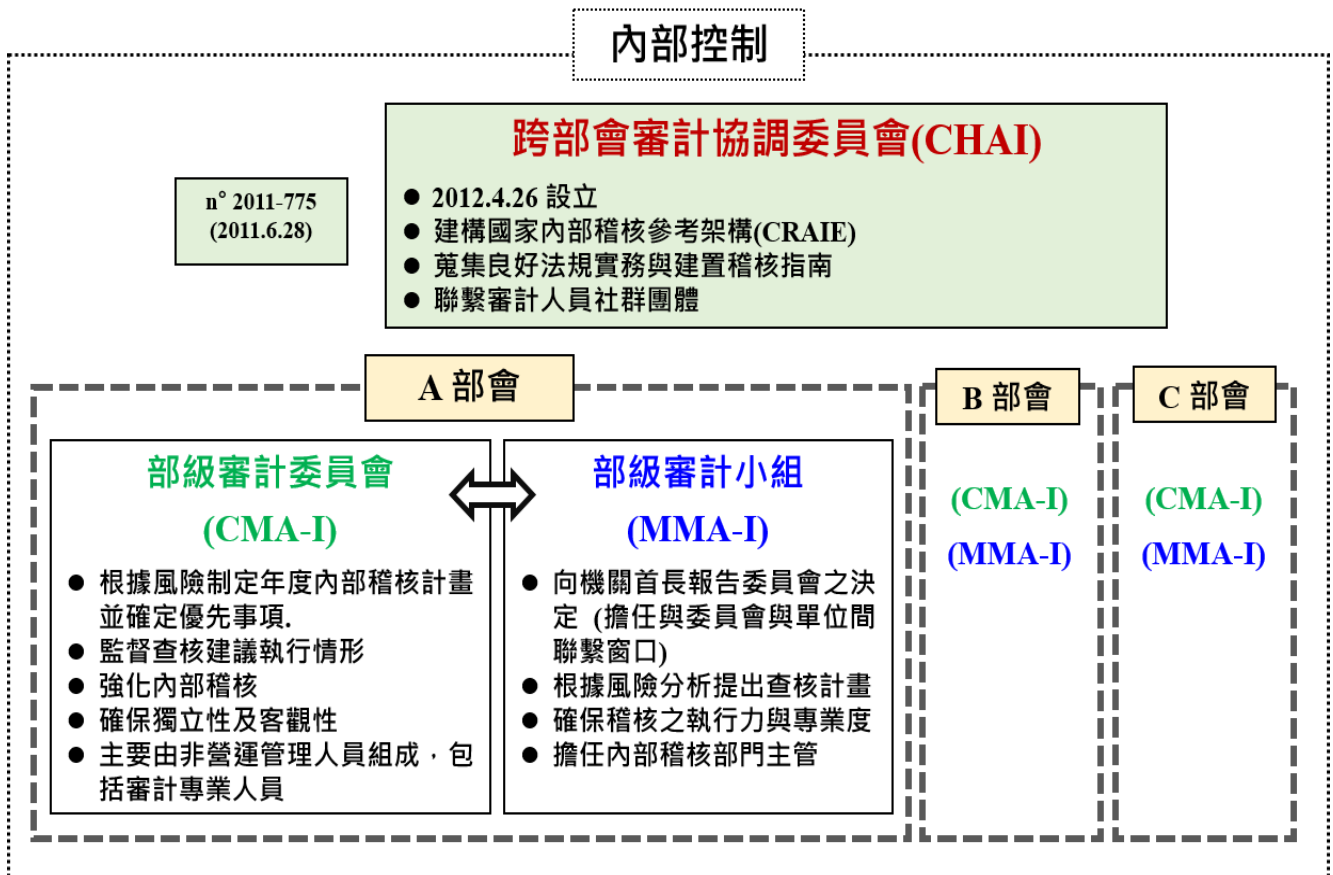 內部控制
跨部會審計協調委員會(CHAI)
● 2012.4.26 設立
● 建構國家內部稽核參考架構(CRAIE)
● 蒐集良好法規實務與建置稽核指南
● 聯繫審計人員社群團體
n° 2011-775
(2011.6.28)
A 部會
部級審計委員會
(CMA-I)
● 根據風險制定年度內部稽核計畫
並確定優先事項.
● 監督查核建議執行情形
● 強化內部稽核
● 確保獨立性及客觀性
● 主要由非營運管理人員組成，包
括審計專業人員
部級審計小組
(MMA-I)
● 向機關首長報告委員會之決
定 (擔任與委員會與單位間
聯繫窗口)
● 根據風險分析提出查核計畫
● 確保稽核之執行力與專業度
● 擔任內部稽核部門主管
B 部會
(CMA-I)
(MMA-I)
C 部會
(CMA-I)
(MMA-I)